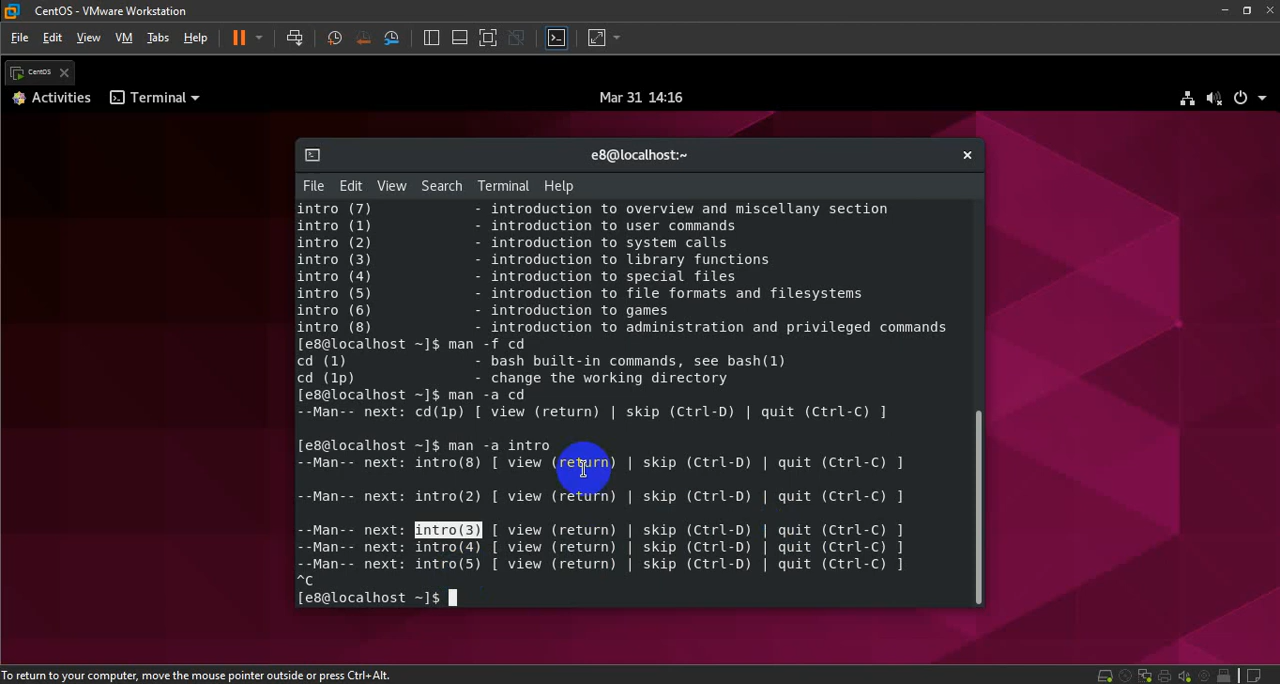 CentOS - VMware Workstation
File Edit View VM Tabs Help
CentOS
Activities Terminal Mar 31 14:16
e8@localhost:~
File Edit View Search Terminal Help
intro (7) - introduction to overview and miscellany section
intro (1) - introduction to user commands
intro (2) - introduction to system calls
intro (3) - introduction to library functions
intro (4) - introduction to special files
intro (5) - introduction to file formats and filesystems
intro (6) - introduction to games
intro (8) - introduction to administration and privileged commands
[e8@localhost ~]$ man -f cd
cd (1) - bash built-in commands, see bash(1)
cd (1p) - change the working directory
[e8@localhost ~]$ man -a cd
--Man-- next: cd(1p) [ view (return) | skip (Ctrl-D) | quit (Ctrl-C) ]
[e8@localhost ~]$ man -a intro
--Man-- next: intro(8) [ view (return) | skip (Ctrl-D) | quit (Ctrl-C) ]
--Man-- next: intro(2) [ view (return) | skip (Ctrl-D) | quit (Ctrl-C) ]
--Man-- next: intro(3) [ view (return) | skip (Ctrl-D) | quit (Ctrl-C) ]
--Man-- next: intro(4) [ view (return) | skip (Ctrl-D) | quit (Ctrl-C) ]
--Man-- next: intro(5) [ view (return) | skip (Ctrl-D) | quit (Ctrl-C) ]
^C
[e8@localhost ~]$
To return to your computer, move the mouse pointer outside or press Ctrl+Alt.